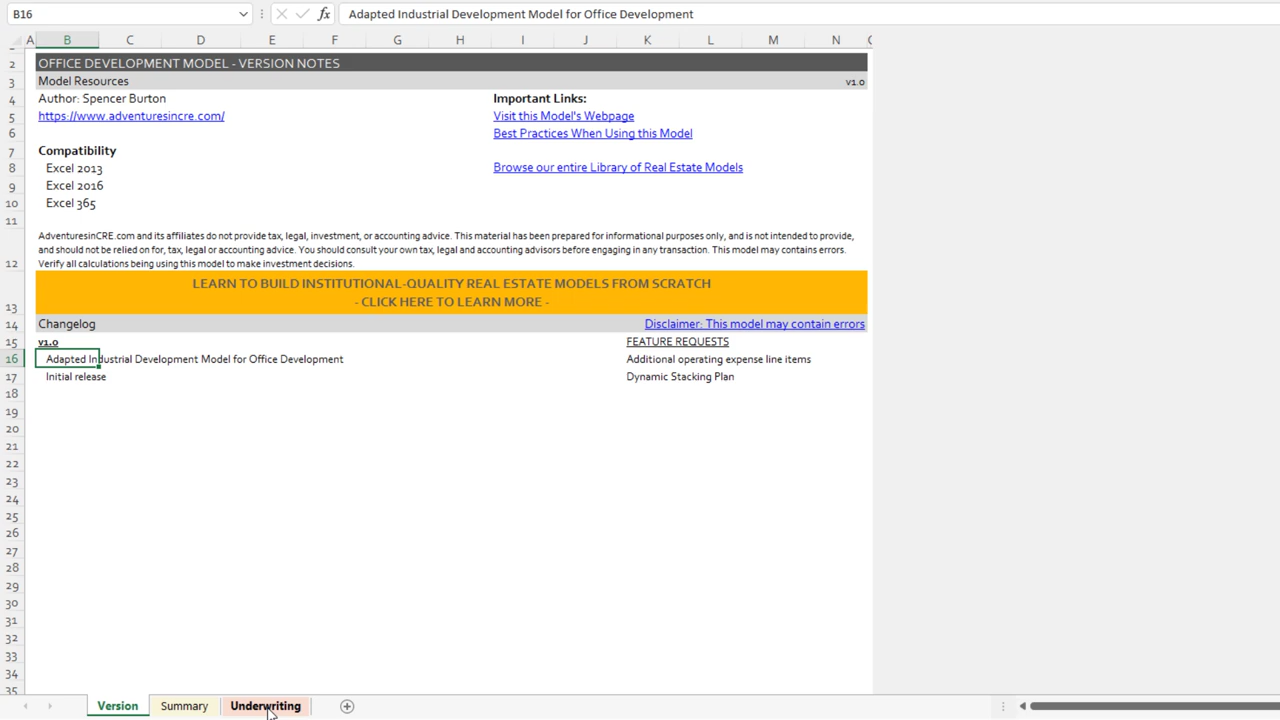 B16
fx
Adapted Industrial Development Model for Office Development
A B C D E F G H I J K L M N
2 OFFICE DEVELOPMENT MODEL - VERSION NOTES
3 Model Resources v1.0
4 Author: Spencer Burton Important Links:
5 https://www.adventuresincre.com/ Visit this Model's Webpage
6 Best Practices When Using this Model
7 Compatibility
8 Excel 2013 Browse our entire Library of Real Estate Models
9 Excel 2016
10 Excel 365
11
AdventuresinCRE.com and its affiliates do not provide tax, legal, investment, or accounting advice. This material has been prepared for informational purposes only, and is not intended to provide,
and should not be relied on for, tax, legal or accounting advice. You should consult your own tax, legal and accounting advisors before engaging in any transaction. This model may contains errors.
12 Verify all calculations being using this model to make investment decisions.
LEARN TO BUILD INSTITUTIONAL-QUALITY REAL ESTATE MODELS FROM SCRATCH
13 - CLICK HERE TO LEARN MORE -
14 Changelog Disclaimer: This model may contain errors
15 v1.0 FEATURE REQUESTS
16 Adapted Industrial Development Model for Office Development Additional operating expense line items
17 Initial release Dynamic Stacking Plan
18
19
20
21
22
23
24
25
26
27
28
29
30
31
32
33
34
35
Version Summary Underwriting